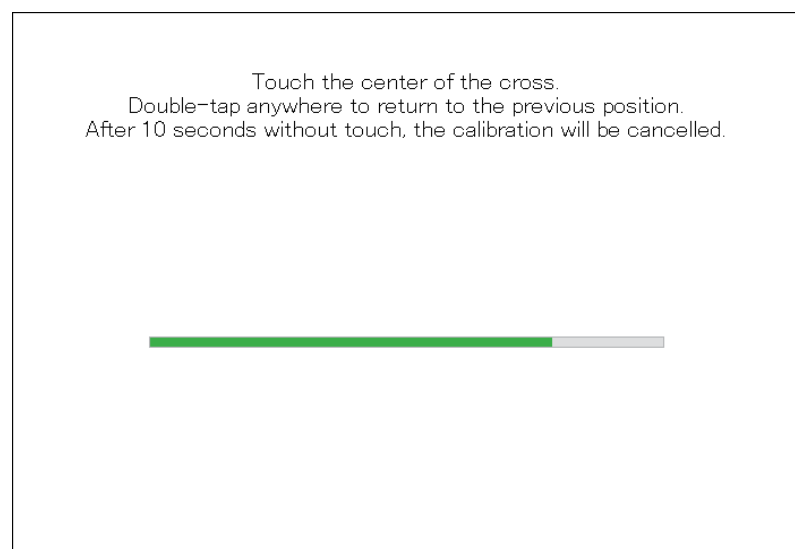 Touch the center of the cross.
Double-tap anywhere to return to the previous position.
After 10 seconds without touch, the calibration will be cancelled.